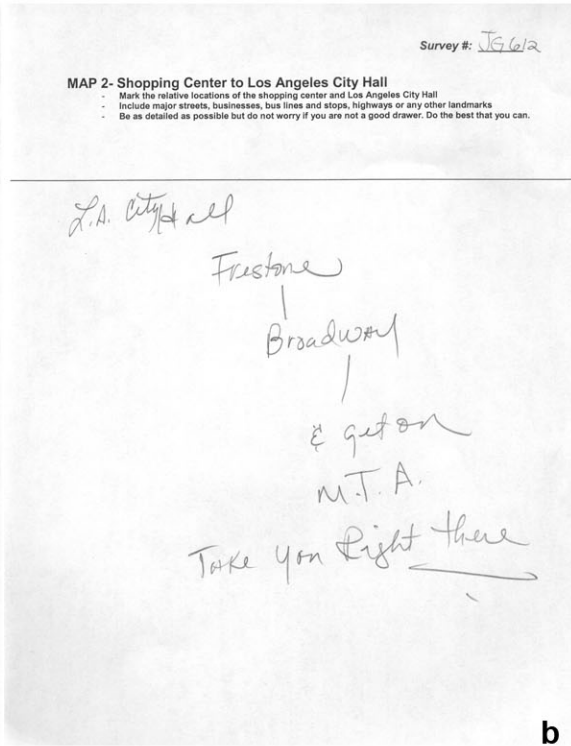 Survey #: JG612
MAP 2- Shopping Center to Los Angeles City Hall
- Mark the relative locations of the shopping center and Los Angeles City Hall
- Include major streets, businesses, bus lines and stops, highways or any other landmarks
- Be as detailed as possible but do not worry if you are not a good drawer. Do the best that you can.
L.A. City Hall
Firestone
Broadway
& get on
M.T.A.
Take you Right there
b